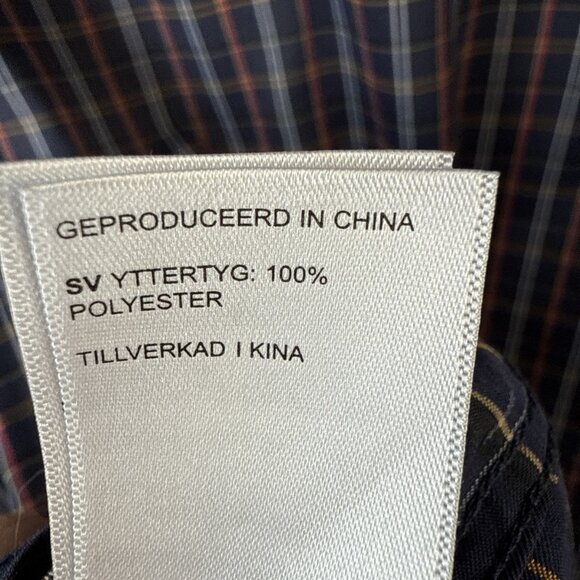 GEPRODUCEERD IN CHINA
SV YTTERTYG: 100%
POLYESTER
TILLVERKAD I KINA